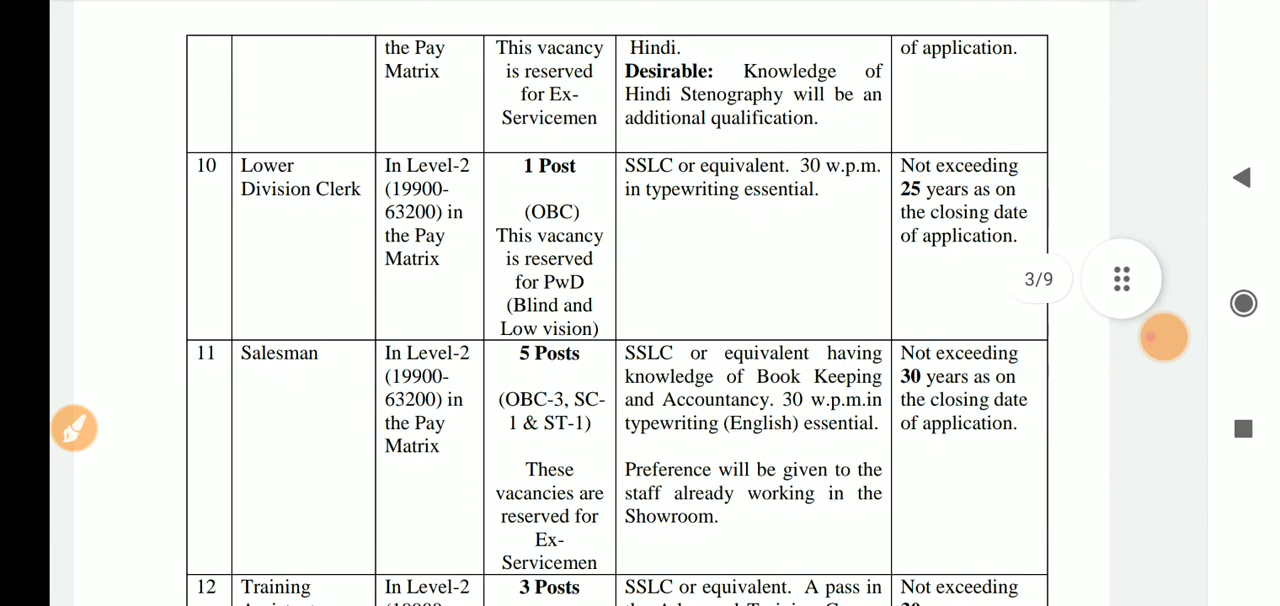 the Pay
Matrix
This vacancy
is reserved
for Ex-
Servicemen
Hindi.
Desirable: Knowledge of
Hindi Stenography will be an
additional qualification.
of application.
10
Lower
Division Clerk
In Level-2
(19900-
63200) in
the Pay
Matrix
1 Post
(OBC)
This vacancy
is reserved
for PwD
(Blind and
Low vision)
SSLC or equivalent. 30 w.p.m.
in typewriting essential.
Not exceeding
25 years as on
the closing date
of application.
3/9
11
Salesman
In Level-2
(19900-
63200) in
the Pay
Matrix
5 Posts
(OBC-3, SC-
1 & ST-1)
These
vacancies are
reserved for
Ex-
Servicemen
SSLC or equivalent having
knowledge of Book Keeping
and Accountancy. 30 w.p.m.in
typewriting (English) essential.
Preference will be given to the
staff already working in the
Showroom.
Not exceeding
30 years as on
the closing date
of application.
12
Training
In Level-2
3 Posts
SSLC or equivalent. A pass in
Not exceeding